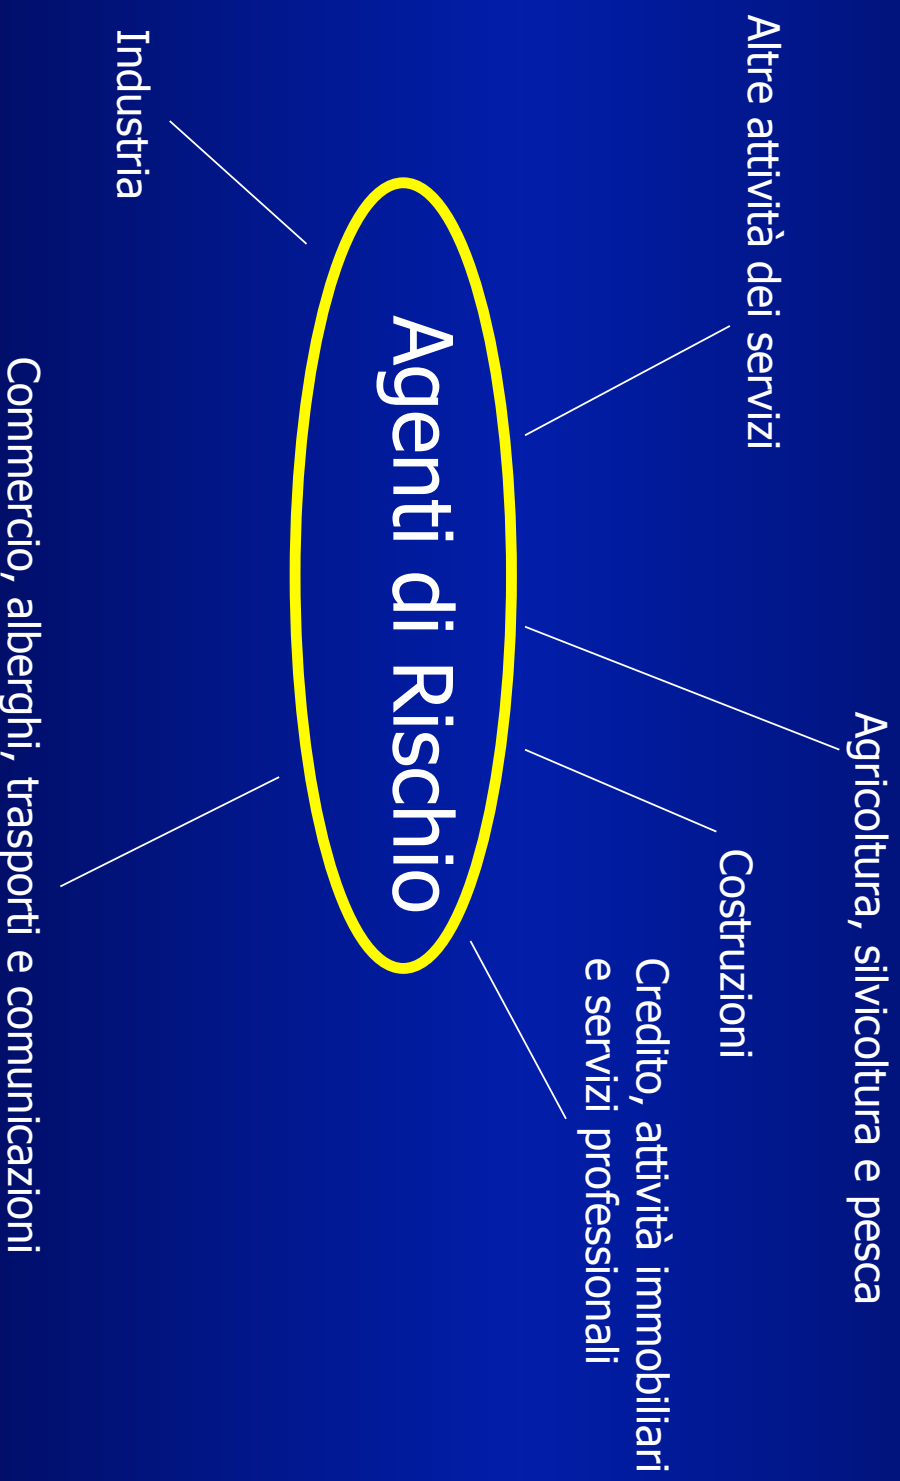 Agricoltura, silvicoltura e pesca
Altre attività dei servizi
Costruzioni
Credito, attività immobiliari
e servizi professionali
Agenti di Rischio
Industria
Commercio, alberghi, trasporti e comunicazioni